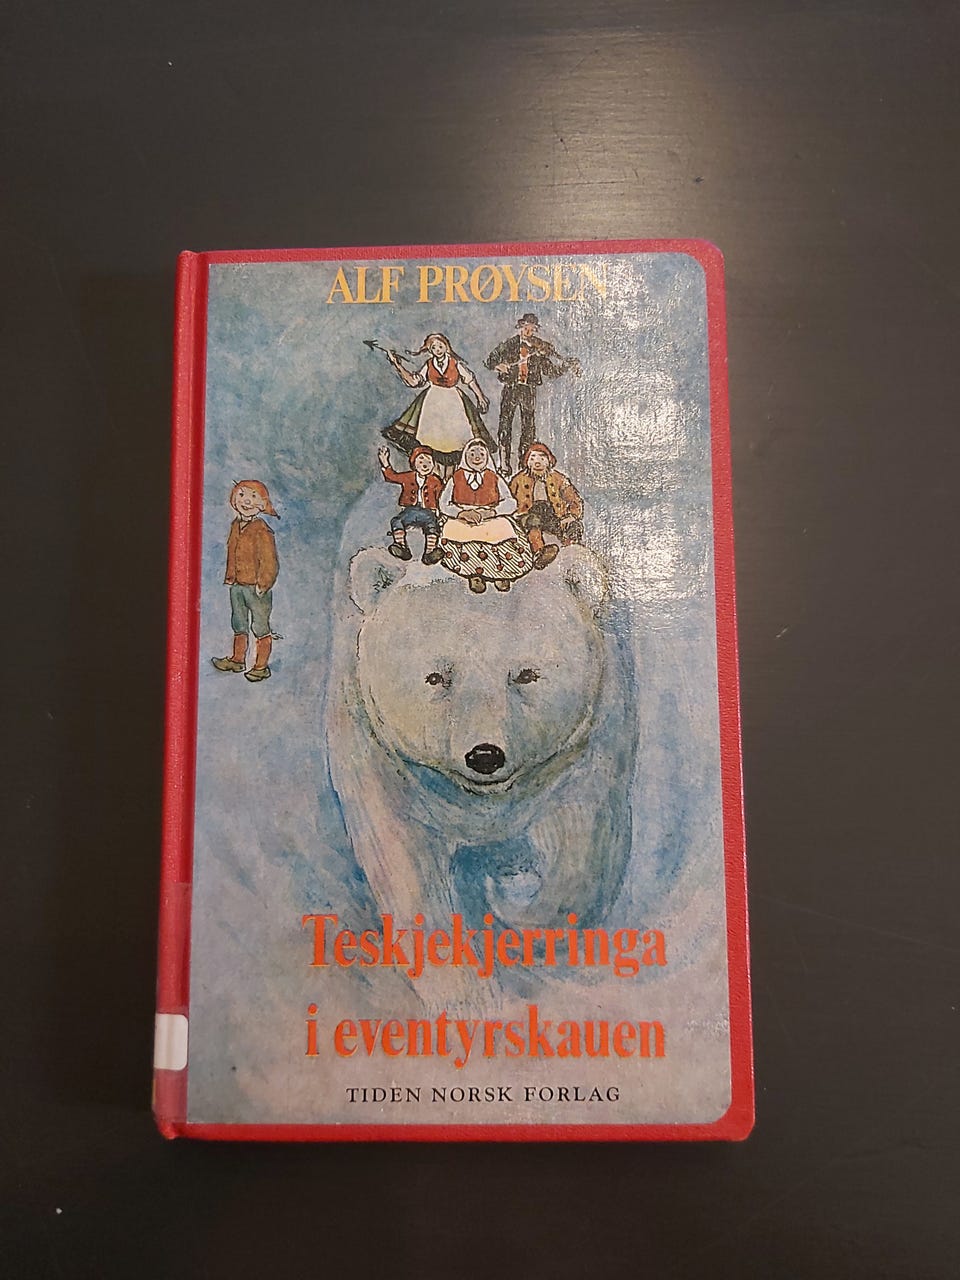 ALF PRØYSEN
Teskjekjerringa
i eventyrskauen
TIDEN NORSK FORLAG